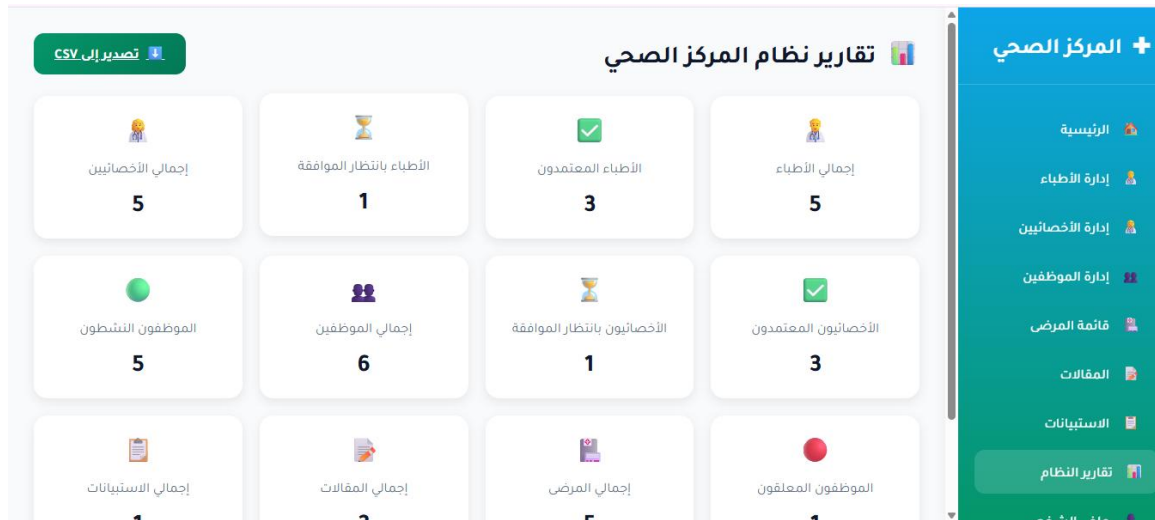 المركز الصحي
الرئيسية
إدارة الأطباء
إدارة الأخصائيين
إدارة الموظفين
قائمة المرضى
المقالات
الاستبيانات
تقارير النظام
تقارير نظام المركز الصحي
تصدير إلى CSV
إجمالي الأطباء
5
الأطباء المعتمدون
3
الأطباء بانتظار الموافقة
1
إجمالي الأخصائيين
5
الأخصائيون المعتمدون
3
الأخصائيون بانتظار الموافقة
1
إجمالي الموظفين
6
الموظفون النشطون
5
الموظفون المعلقون
إجمالي المرضى
إجمالي المقالات
إجمالي الاستبيانات